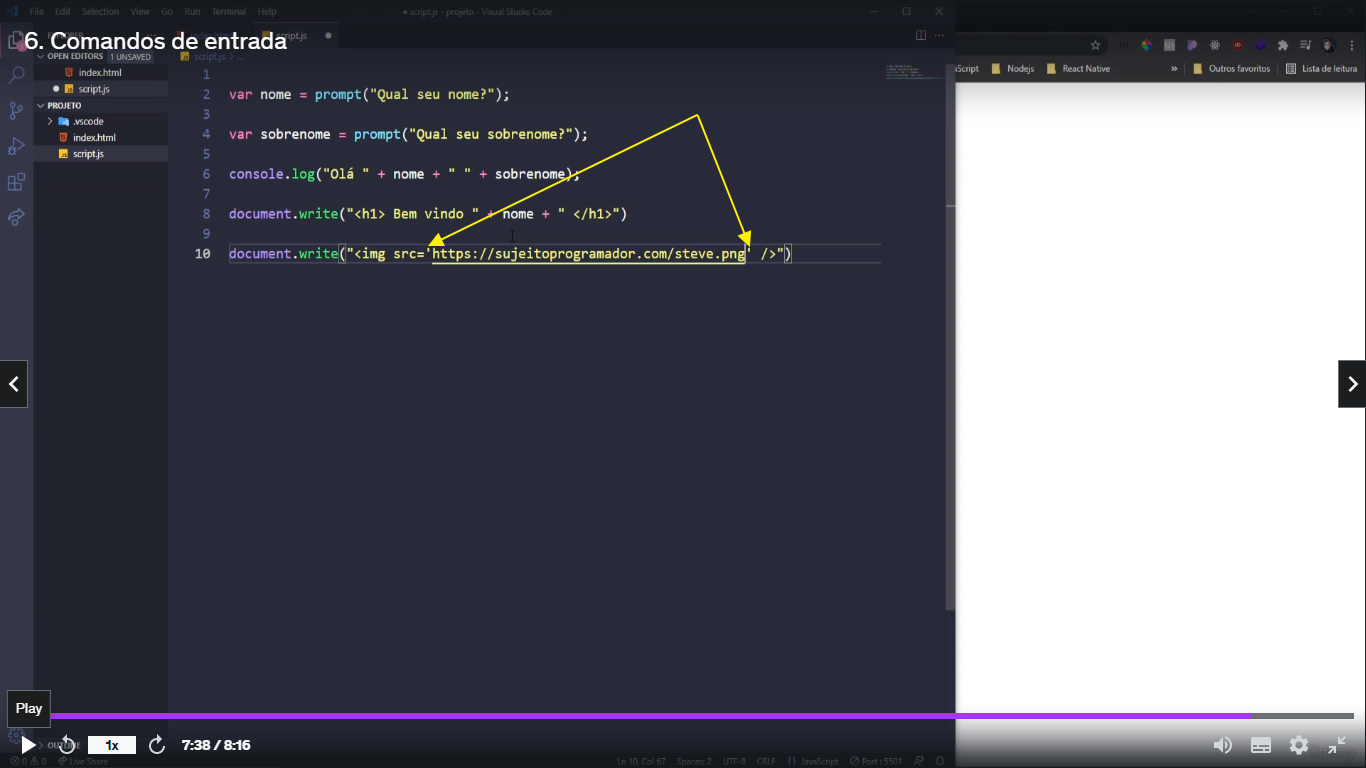 File Edit Selection View Go Run Terminal Help
● script.js - projeto - Visual Studio Code
6. Comandos de entrada
script.js
OPEN EDITORS 1 UNSAVED
index.html
script.js
PROJETO
.vscode
index.html
script.js
script.js > ...
1
2 var nome = prompt("Qual seu nome?");
3
4 var sobrenome = prompt("Qual seu sobrenome?");
5
6 console.log("Olá " + nome + " " + sobrenome);
7
8 document.write("<h1> Bem vindo " + nome + " </h1>")
9
10 document.write("<img src='https://sujeitoprogramador.com/steve.png' />")
Script Nodejs React Native » Outros favoritos Lista de leitura
Play
OUTLINE
1x
7:38 / 8:16
0 0 Live Share
Ln 10, Col 67 Spaces: 2 UTF-8 CRLF {} JavaScript Port : 5501